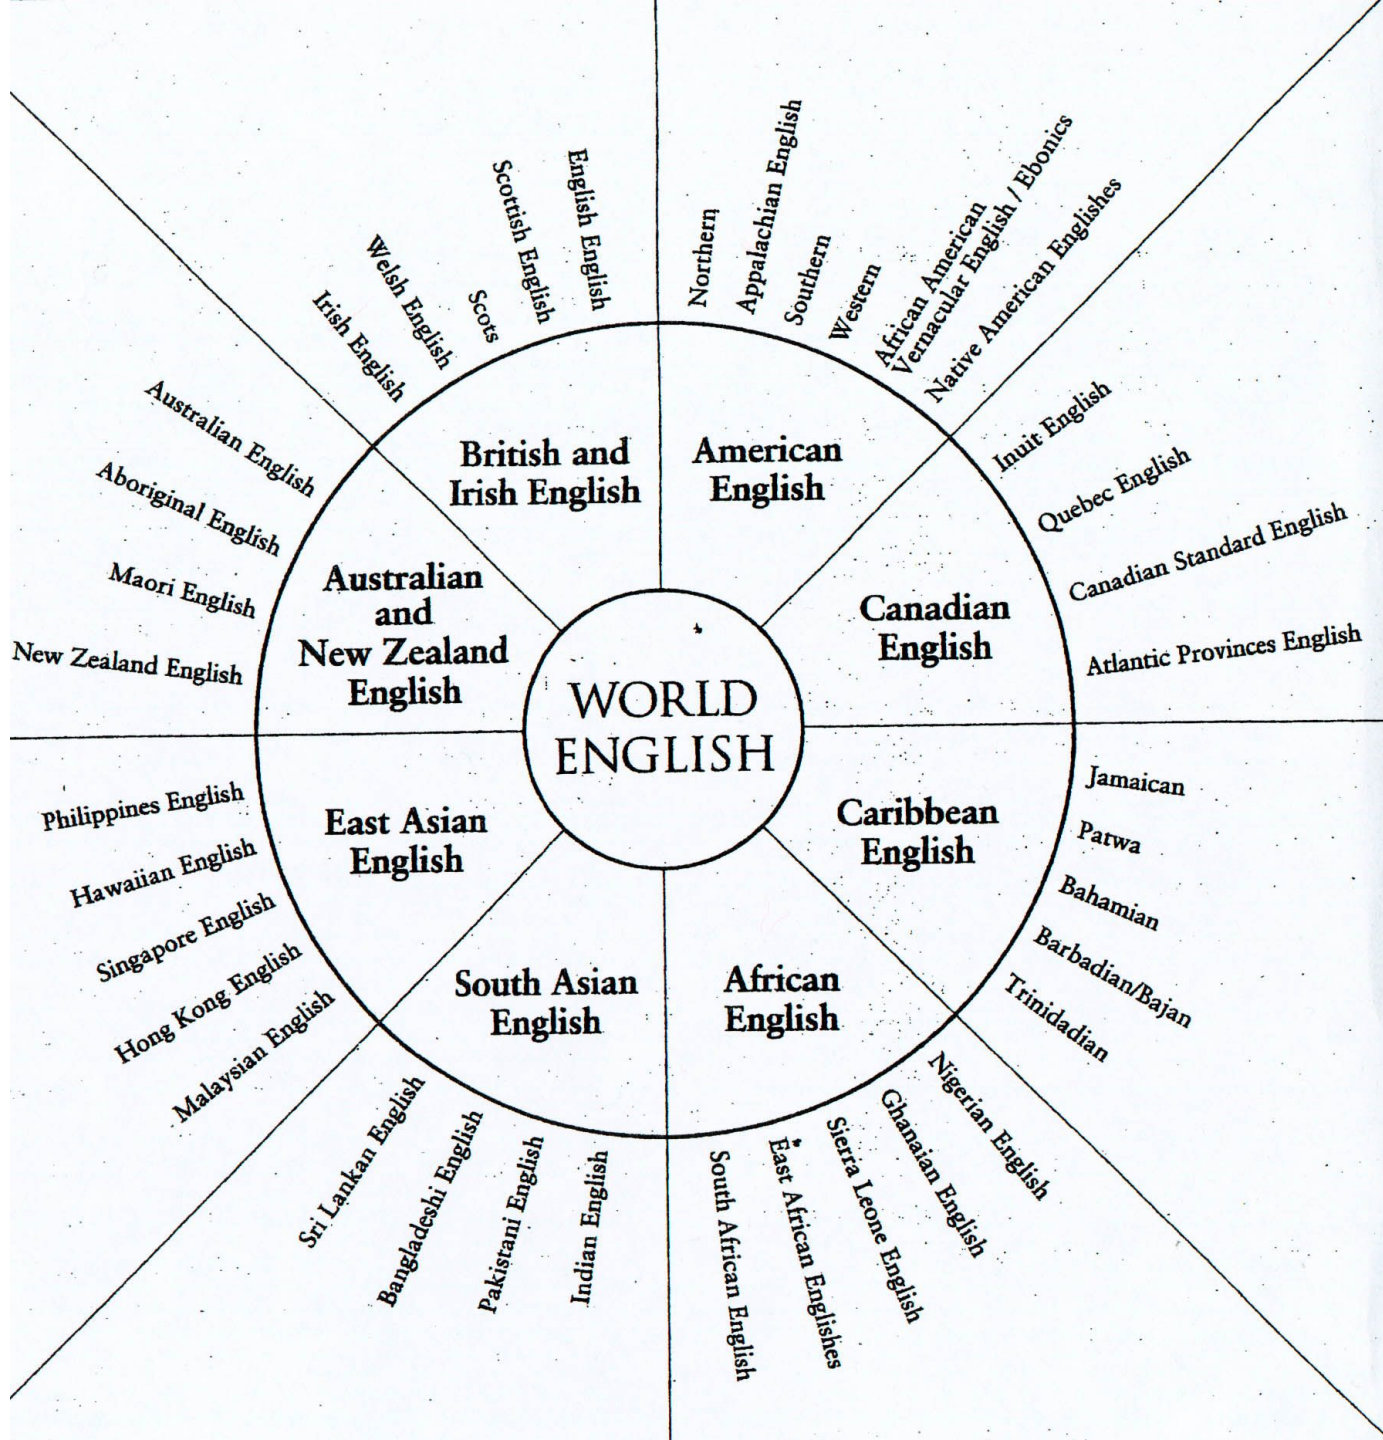 WORLD
ENGLISH
British and
Irish English
Irish English
Welsh English
Scots
Scottish English
English English
American
English
Northern
Appalachian English
Southern
Western
African American
Vernacular English / Ebonics
Native American Englishes
Canadian
English
Inuit English
Quebec English
Canadian Standard English
Atlantic Provinces English
Caribbean
English
Jamaican
Patwa
Bahamian
Barbadian/Bajan
Trinidadian
African
English
Nigerian English
Ghanaian English
Sierra Leone English
East African Englishes
South African English
South Asian
English
Indian English
Pakistani English
Bangladeshi English
Sri Lankan English
East Asian
English
Malaysian English
Hong Kong English
Singapore English
Hawaiian English
Philippines English
Australian
and
New Zealand
English
New Zealand English
Maori English
Aboriginal English
Australian English